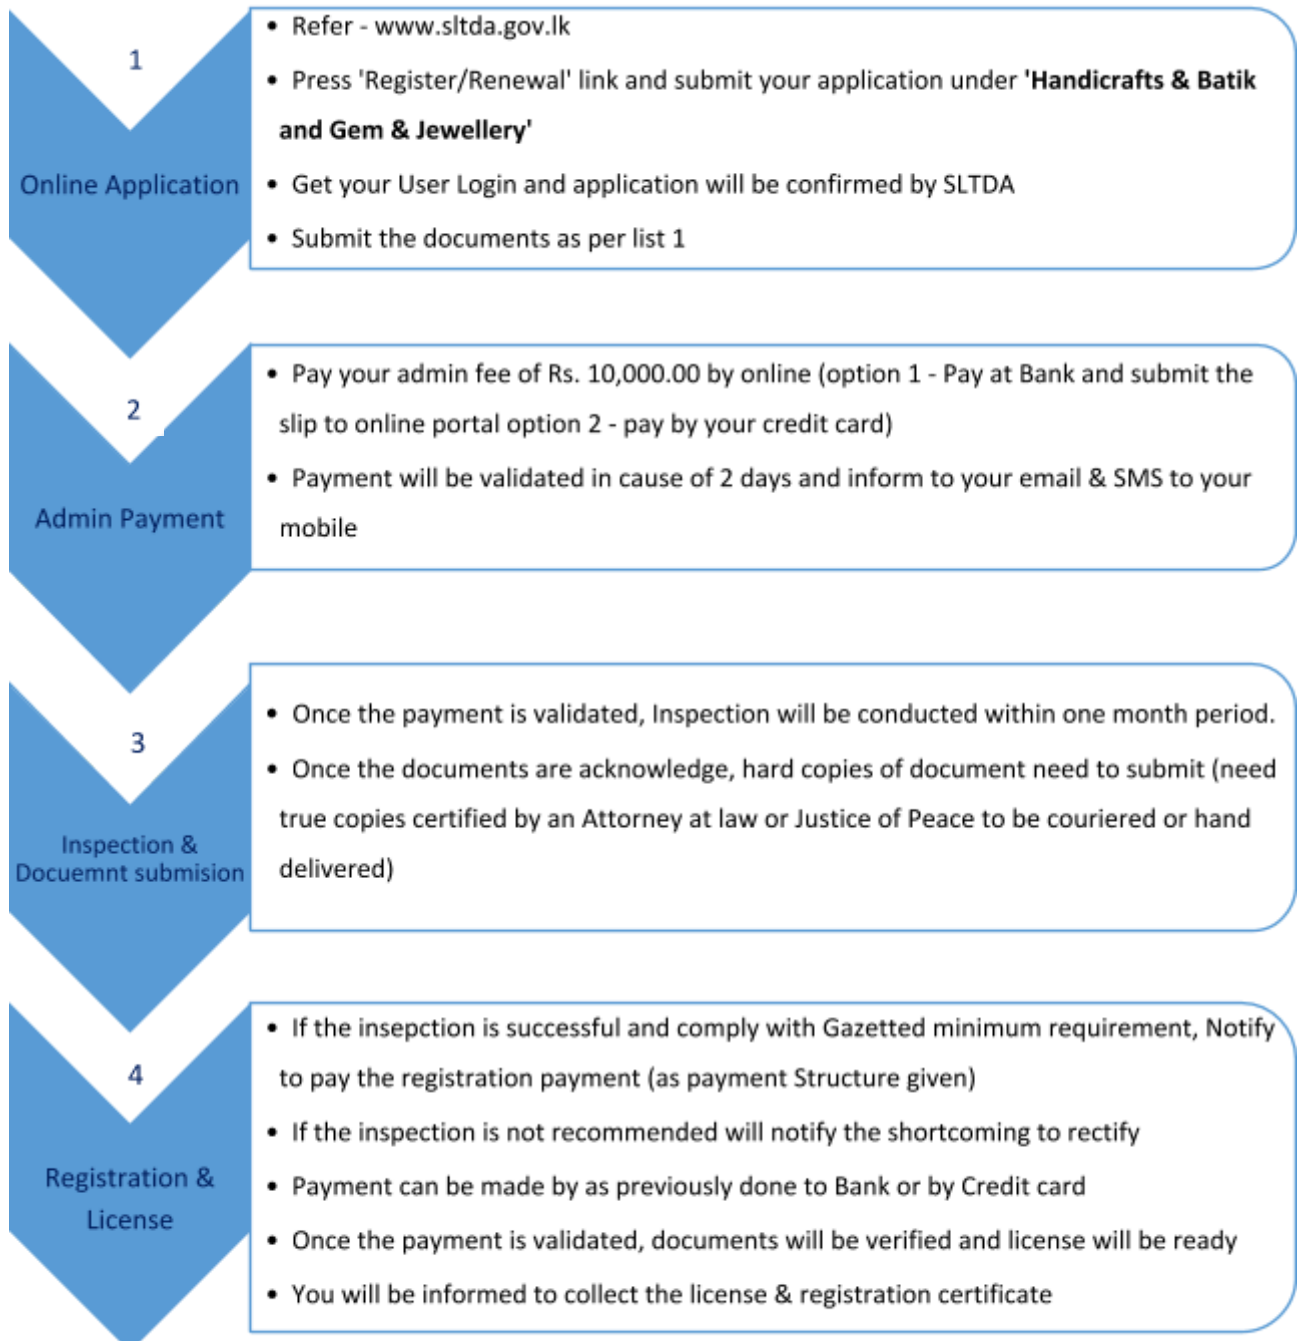 1
Online Application
• Refer - www.sltda.gov.lk
• Press 'Register/Renewal' link and submit your application under 'Handicrafts & Batik
and Gem & Jewellery'
• Get your User Login and application will be confirmed by SLTDA
• Submit the documents as per list 1
2
Admin Payment
• Pay your admin fee of Rs. 10,000.00 by online (option 1 - Pay at Bank and submit the
slip to online portal option 2 - pay by your credit card)
• Payment will be validated in cause of 2 days and inform to your email & SMS to your
mobile
3
Inspection &
Docuemnt submision
• Once the payment is validated, Inspection will be conducted within one month period.
• Once the documents are acknowledge, hard copies of document need to submit (need
true copies certified by an Attorney at law or Justice of Peace to be couriered or hand
delivered)
4
Registration &
License
• If the insepction is successful and comply with Gazetted minimum requirement, Notify
to pay the registration payment (as payment Structure given)
• If the inspection is not recommended will notify the shortcoming to rectify
• Payment can be made by as previously done to Bank or by Credit card
• Once the payment is validated, documents will be verified and license will be ready
• You will be informed to collect the license & registration certificate